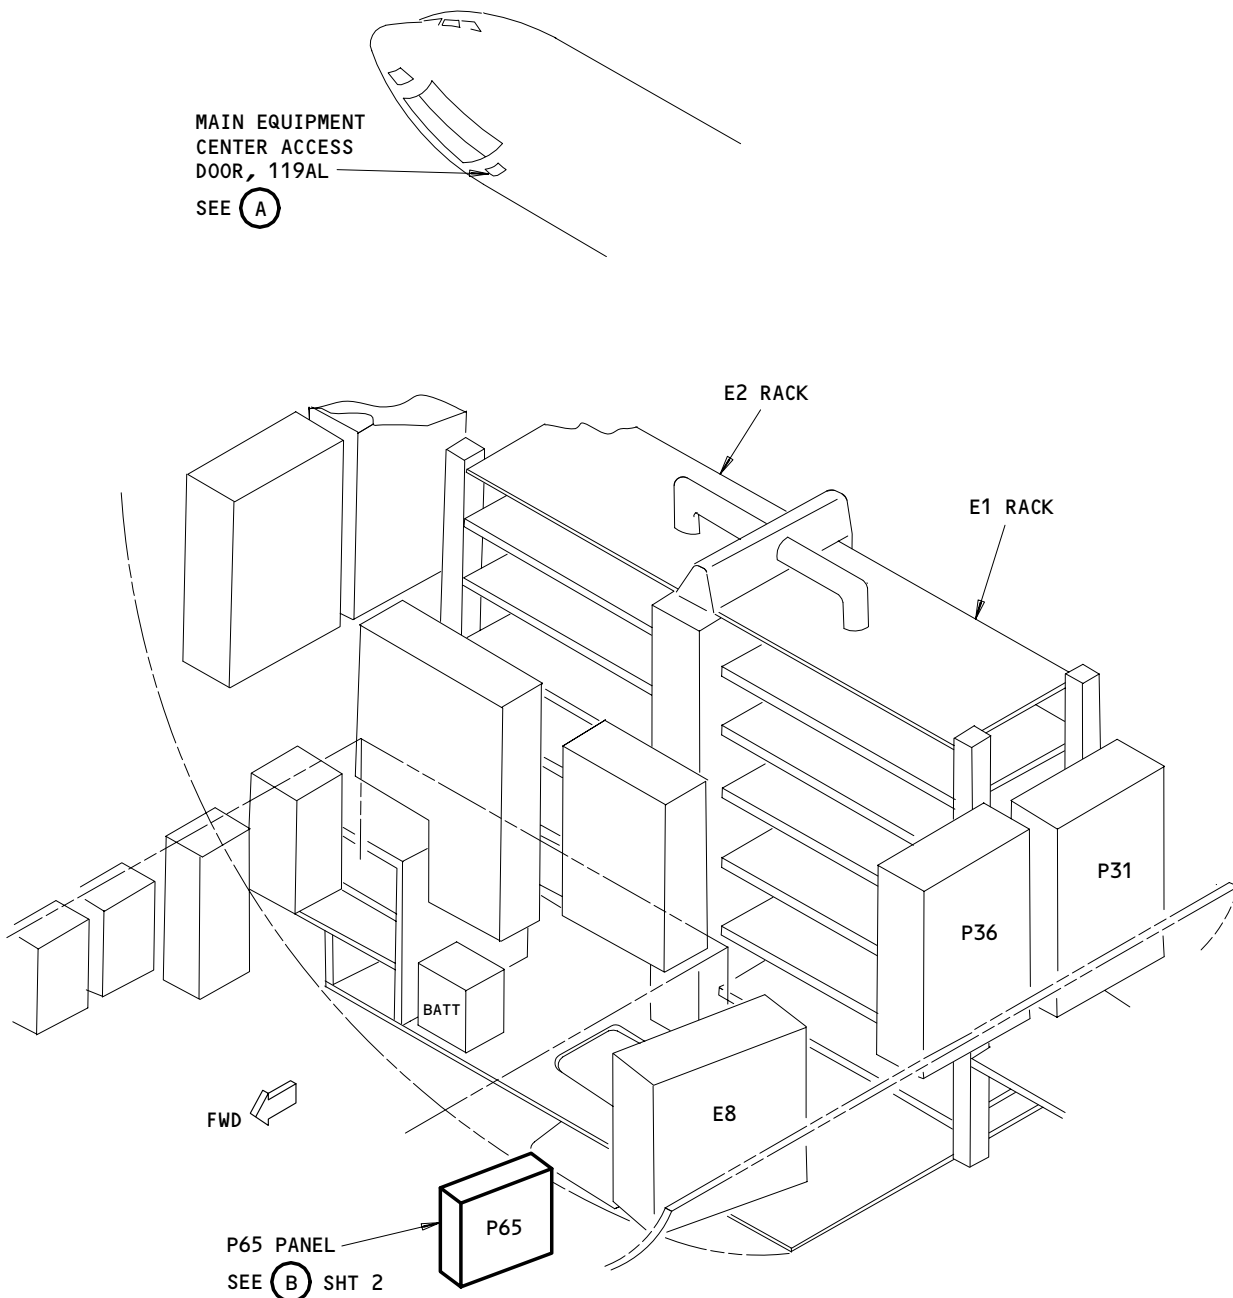 MAIN EQUIPMENT
CENTER ACCESS
DOOR, 119AL
SEE A
E2 RACK
E1 RACK
P31
P36
BATT
E8
FWD
P65
P65 PANEL
SEE B SHT 2